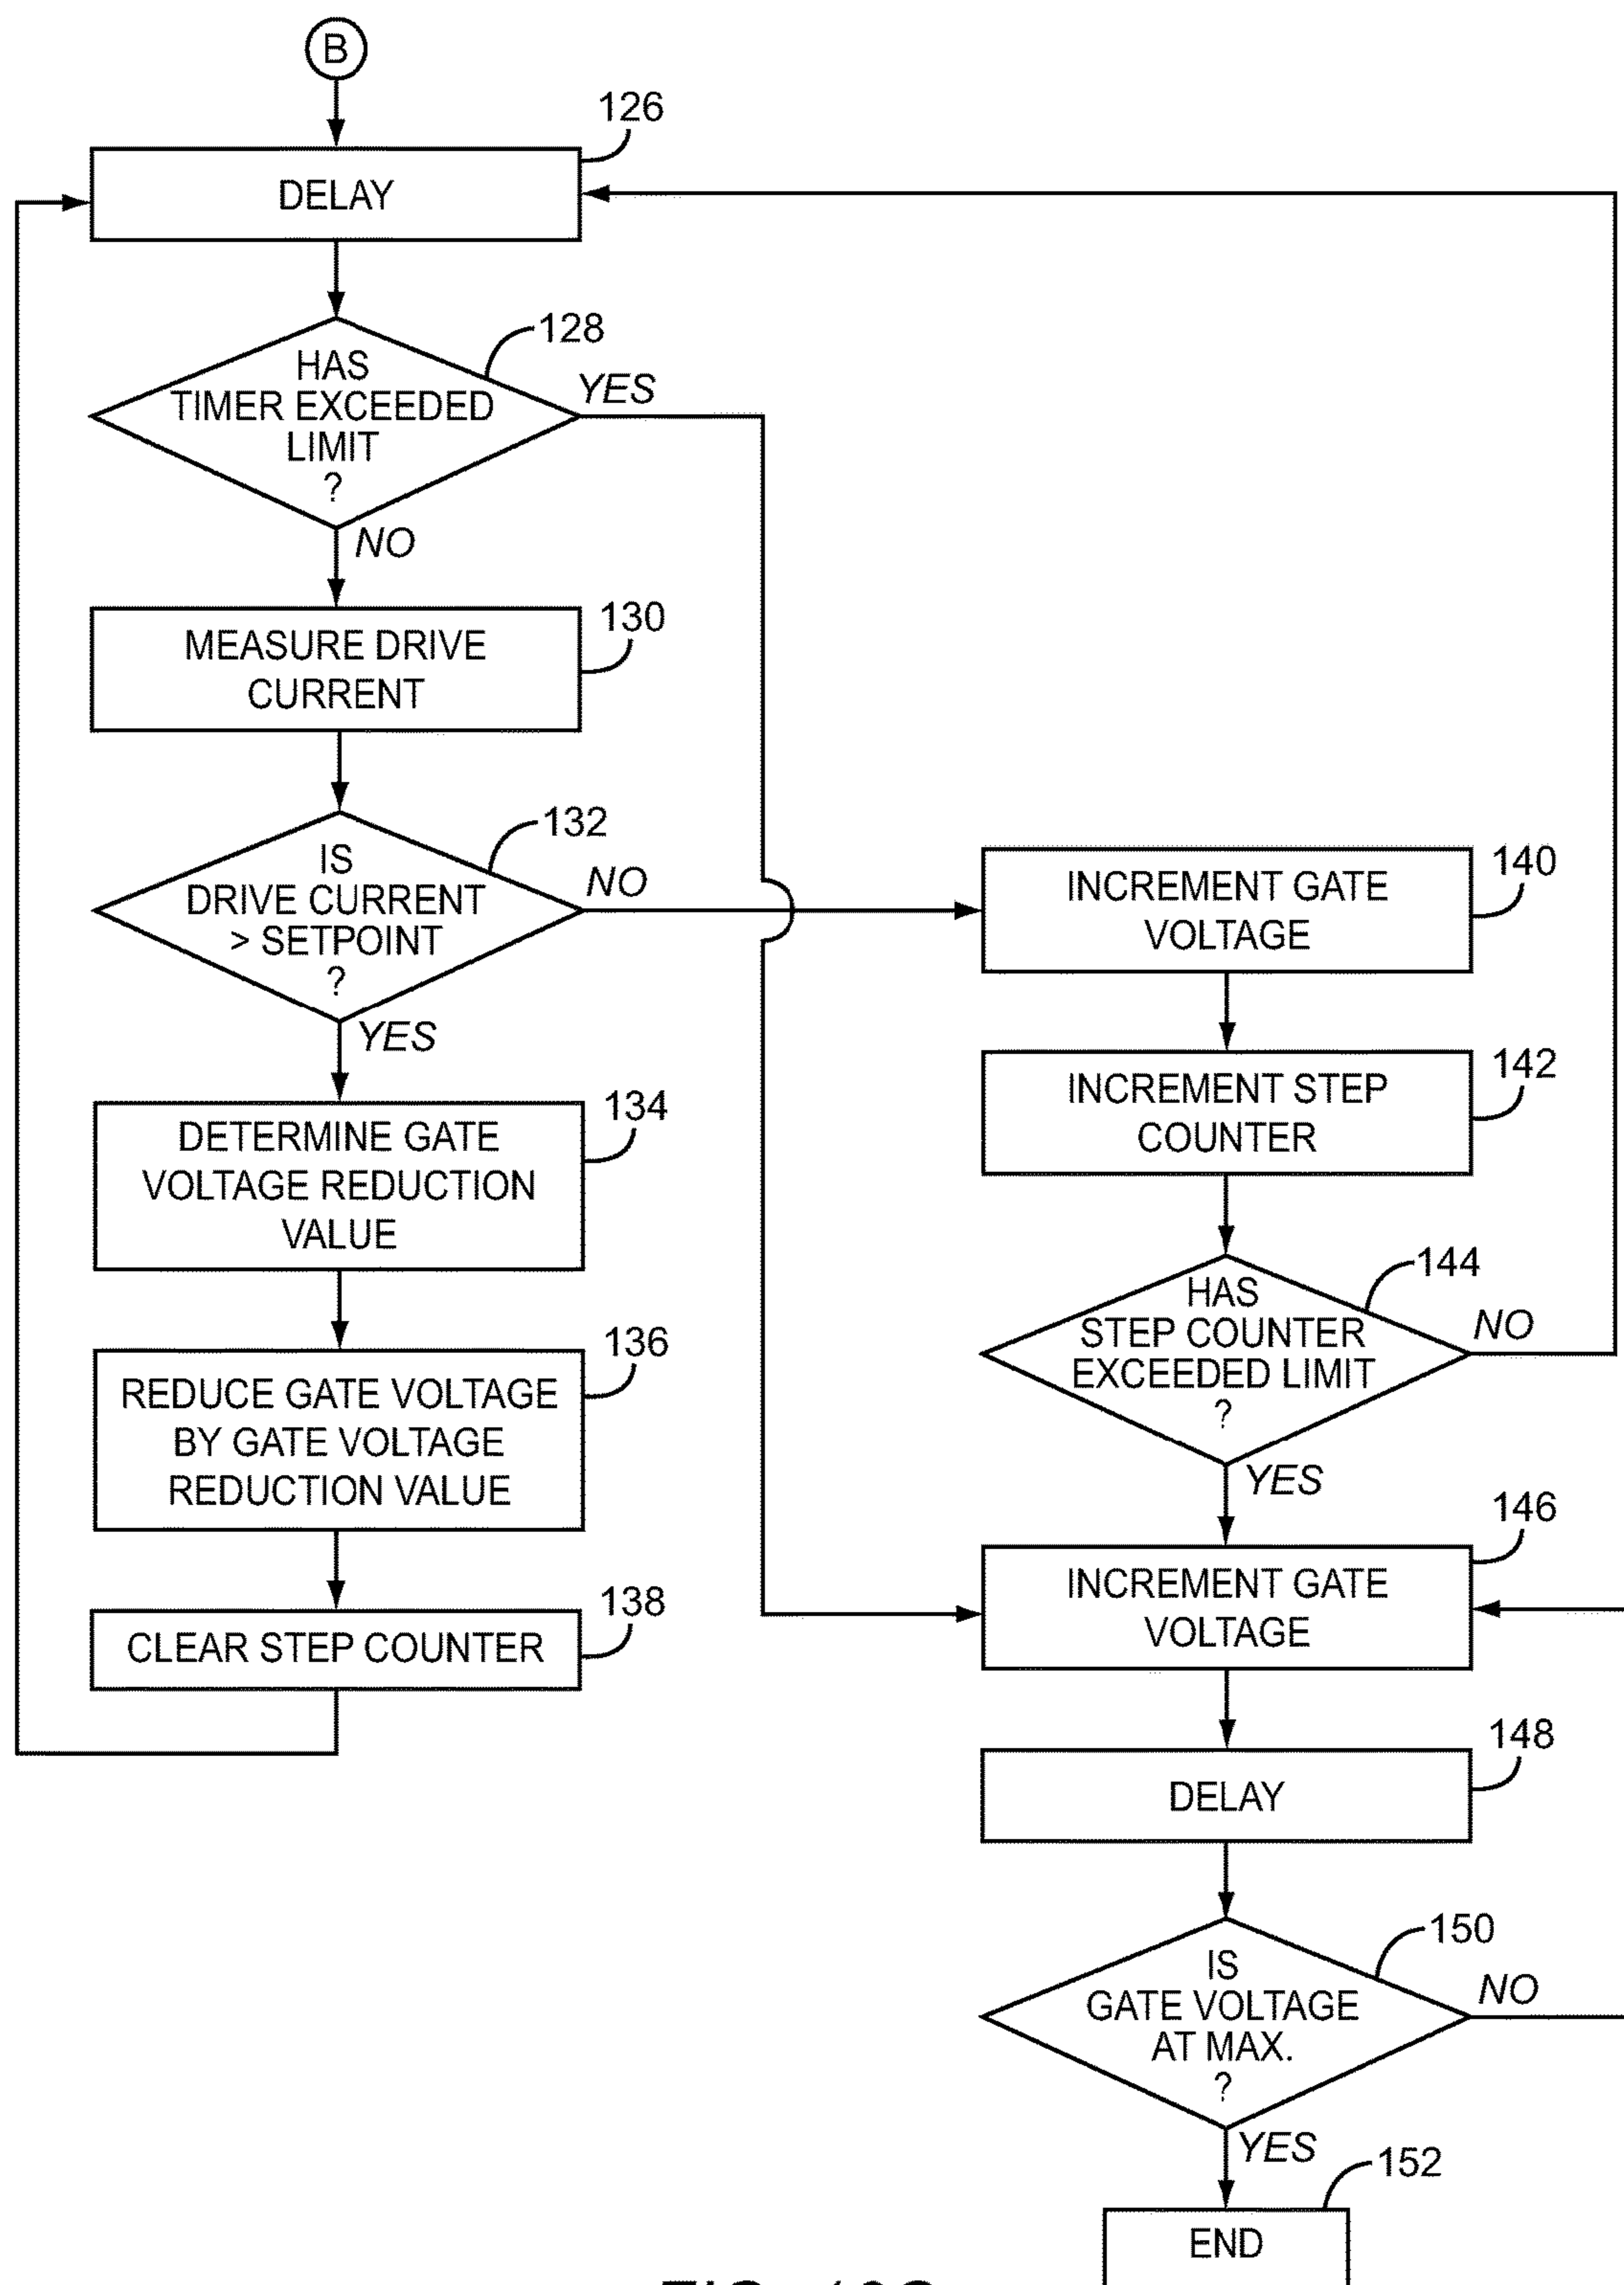 B
126
DELAY
128
HAS
TIMER EXCEEDED
LIMIT
?
YES
NO
130
MEASURE DRIVE
CURRENT
132
IS
DRIVE CURRENT
> SETPOINT
?
NO
YES
134
DETERMINE GATE
VOLTAGE REDUCTION
VALUE
136
REDUCE GATE VOLTAGE
BY GATE VOLTAGE
REDUCTION VALUE
138
CLEAR STEP COUNTER
140
INCREMENT GATE
VOLTAGE
142
INCREMENT STEP
COUNTER
144
HAS
STEP COUNTER
EXCEEDED LIMIT
?
NO
YES
146
INCREMENT GATE
VOLTAGE
148
DELAY
150
IS
GATE VOLTAGE
AT MAX.
?
NO
YES
152
END